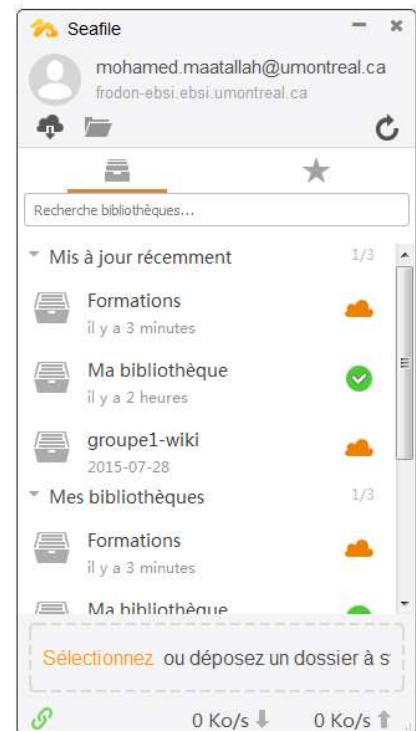 Seafile
mohamed.maatallah@umontreal.ca
frodon-ebsi.ebsi.umontreal.ca
Recherche bibliothèques...
Mis à jour récemment 1/3
Formations
il y a 3 minutes
Ma bibliothèque
il y a 2 heures
groupe1-wiki
2015-07-28
Mes bibliothèques 1/3
Formations
il y a 3 minutes
Ma bibliothèque
Sélectionnez ou déposez un dossier à s
0 Ko/s 0 Ko/s